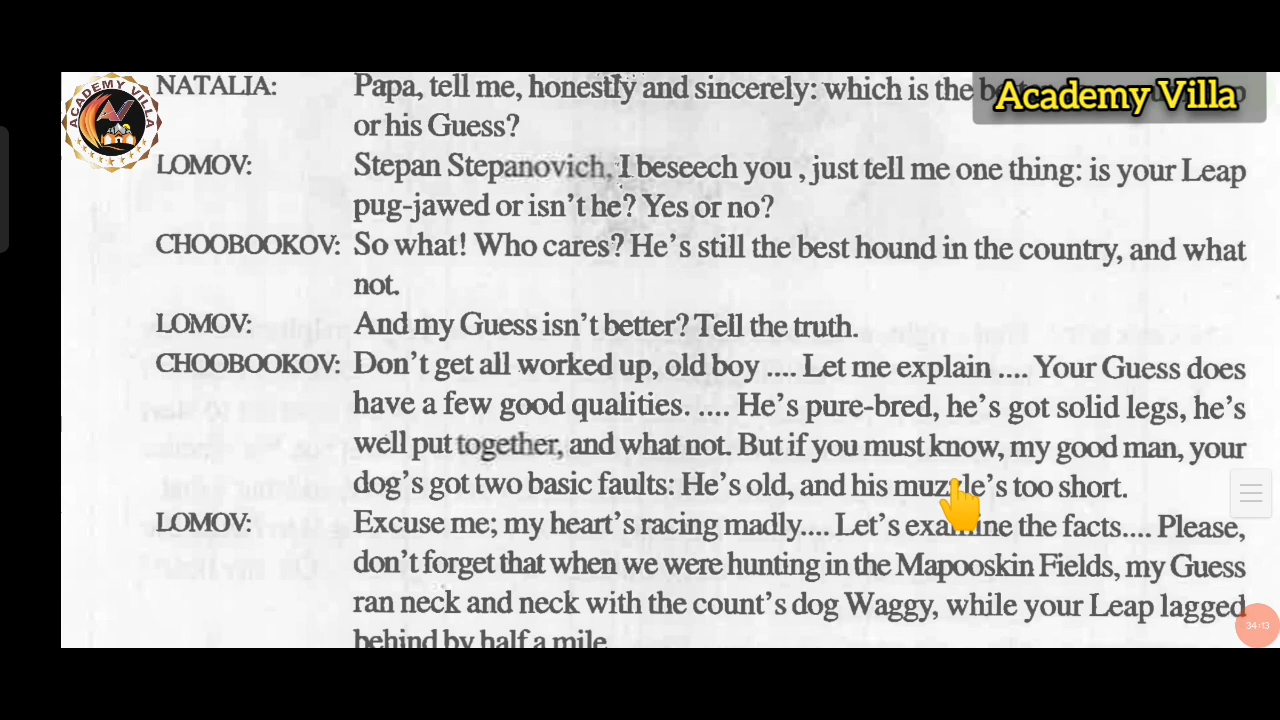 ACADEMY VILLA
AV
Academy Villa
NATALIA: Papa, tell me, honestly and sincerely: which is the
or his Guess?
LOMOV: Stepan Stepanovich, I beseech you , just tell me one thing: is your Leap
pug-jawed or isn't he? Yes or no?
CHOOBOOKOV: So what! Who cares? He's still the best hound in the country, and what
not.
LOMOV: And my Guess isn't better? Tell the truth.
CHOOBOOKOV: Don't get all worked up, old boy .... Let me explain .... Your Guess does
have a few good qualities. .... He's pure-bred, he's got solid legs, he's
well put together, and what not. But if you must know, my good man, your
dog's got two basic faults: He's old, and his muzzle's too short.
LOMOV: Excuse me; my heart's racing madly.... Let's examine the facts.... Please,
don't forget that when we were hunting in the Mapooskin Fields, my Guess
ran neck and neck with the count's dog Waggy, while your Leap lagged
behind by half a mile.
34:13